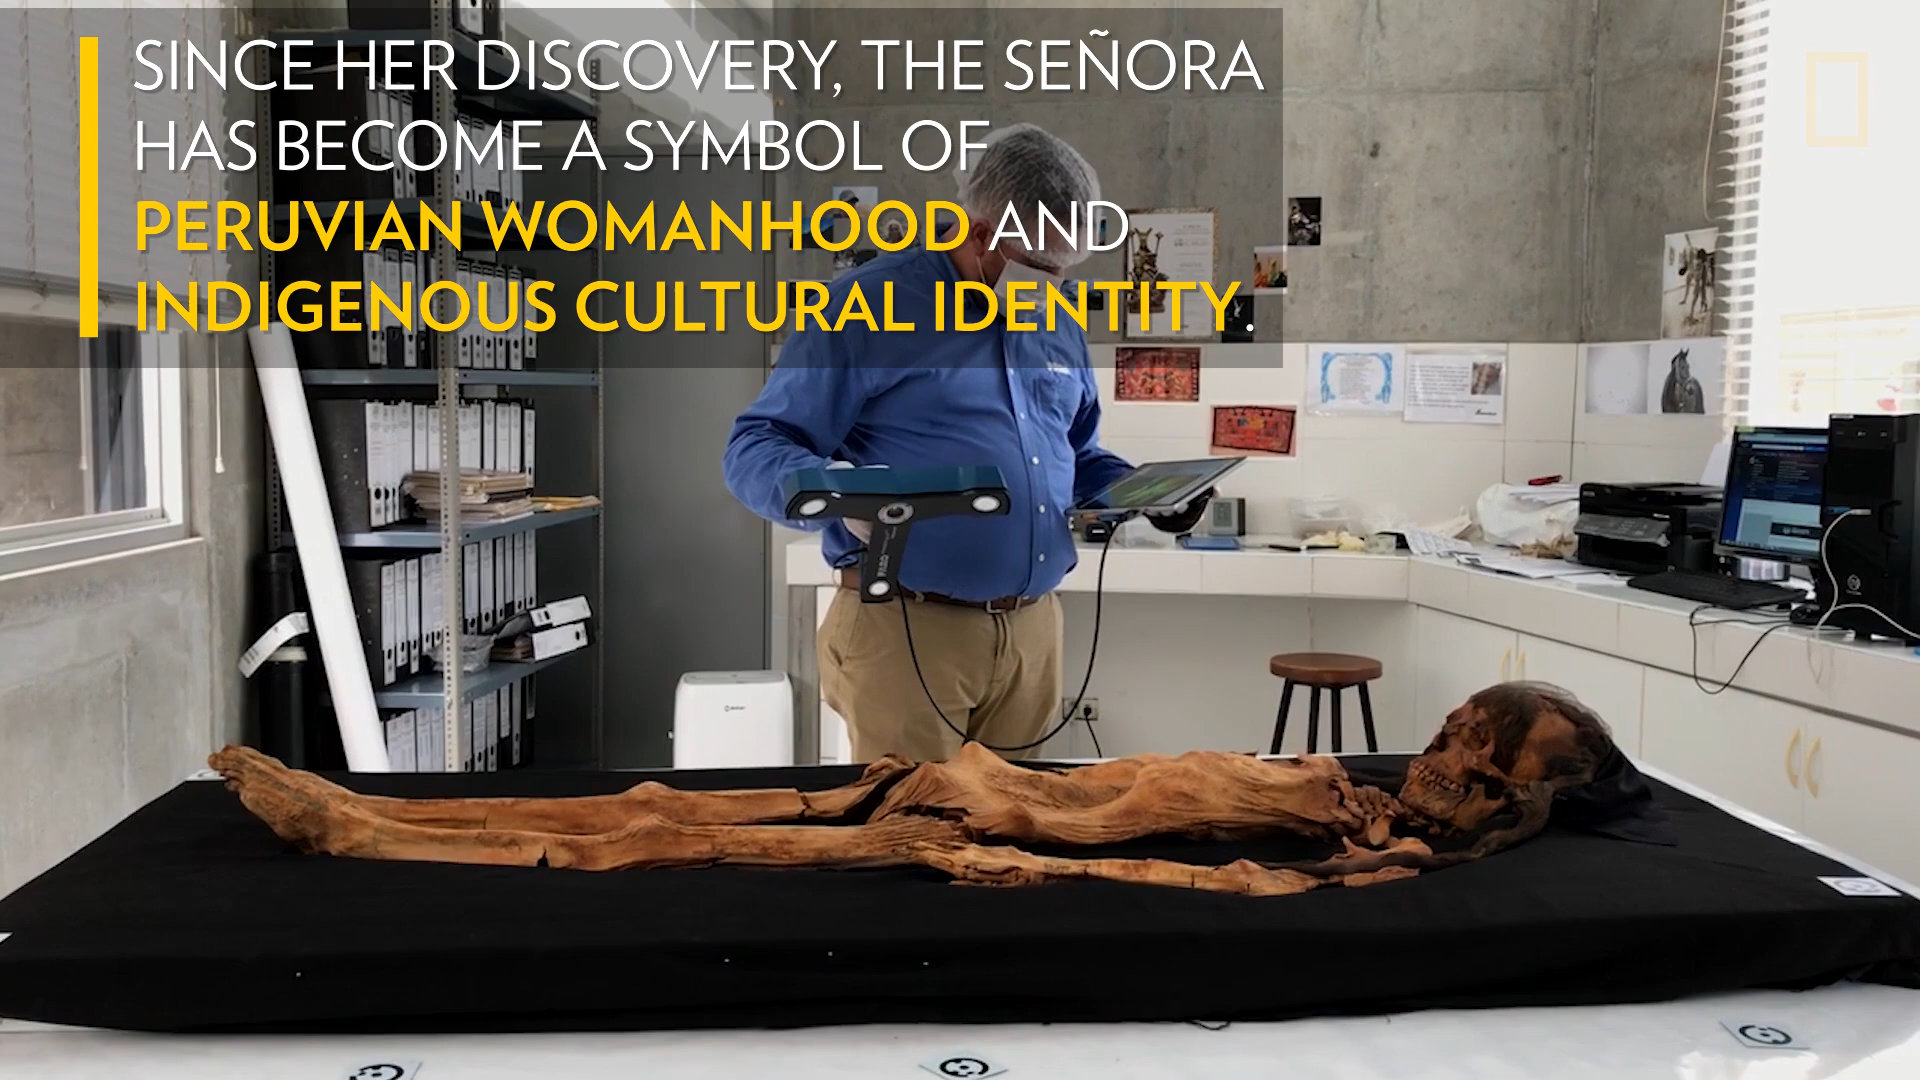 SINCE HER DISCOVERY, THE SEÑORA
HAS BECOME A SYMBOL OF
PERUVIAN WOMANHOOD AND
INDIGENOUS CULTURAL IDENTITY.